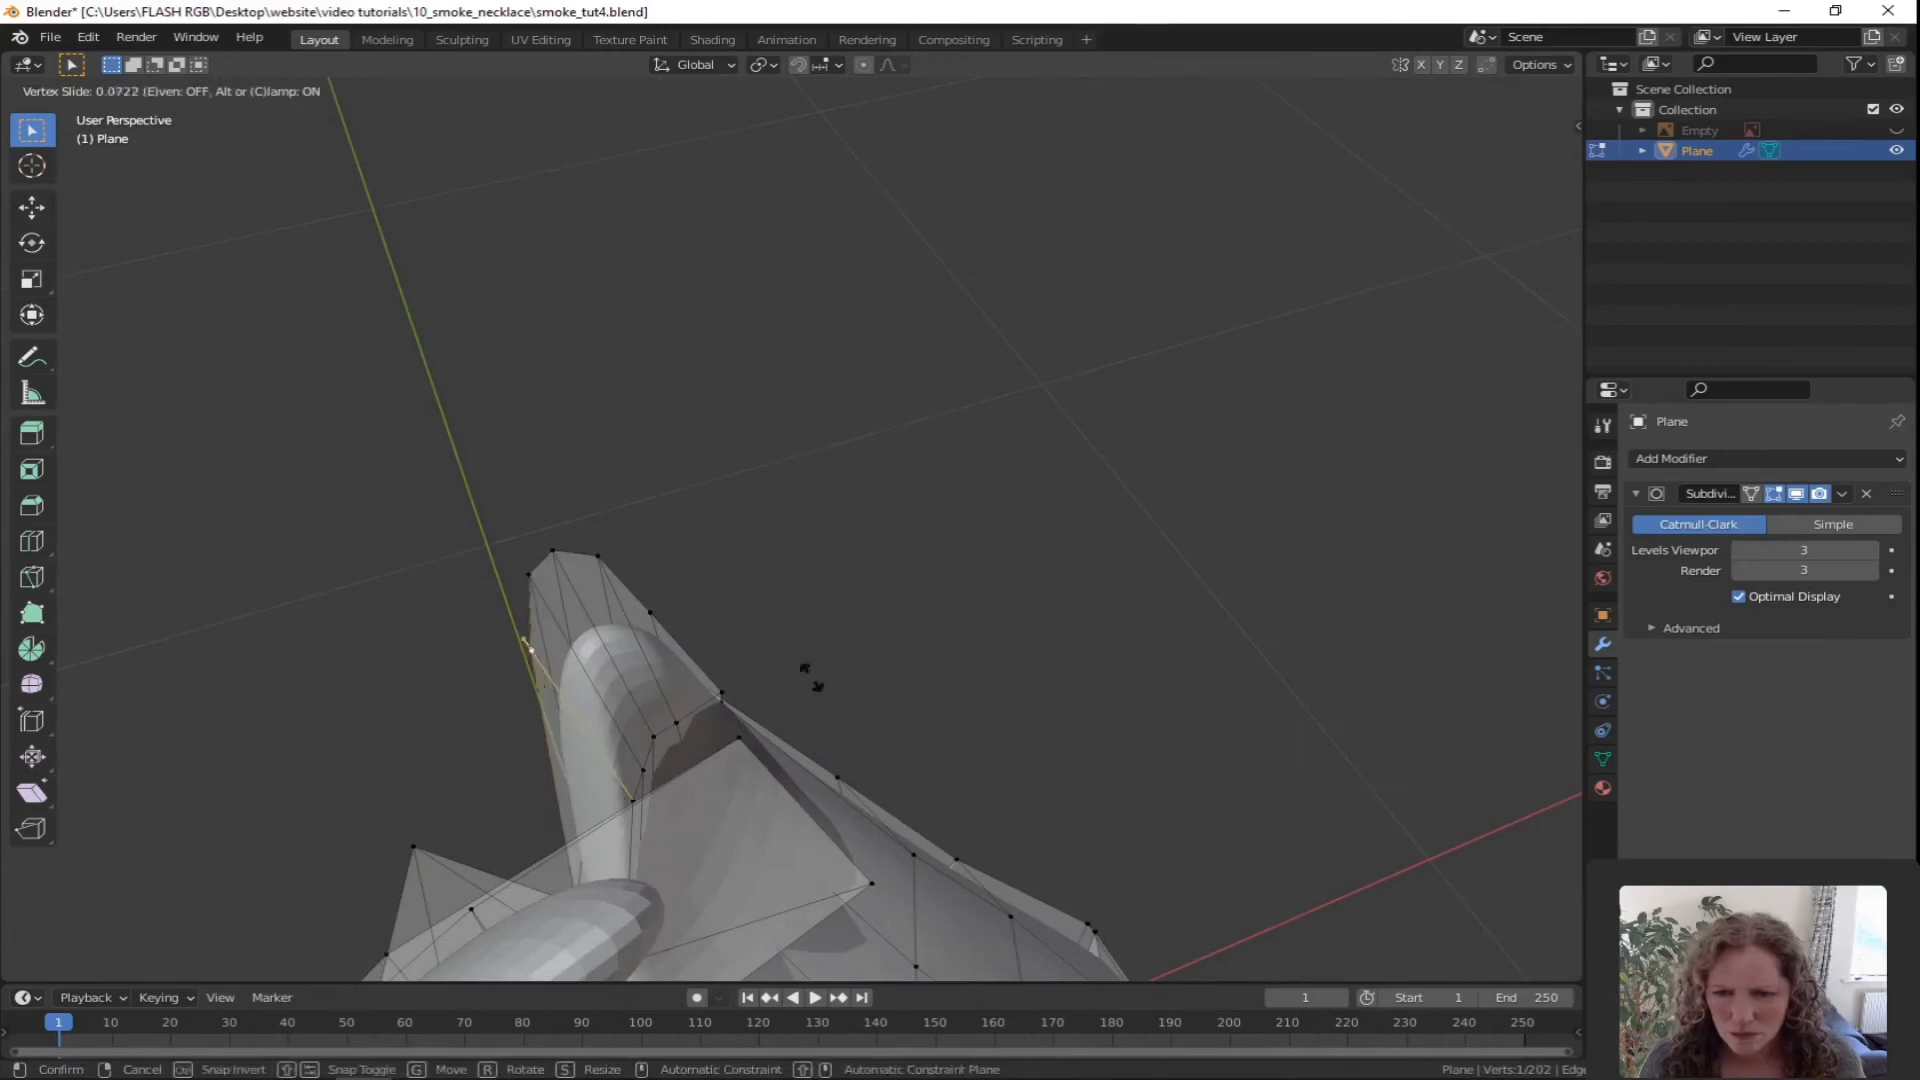 Blender* [C:\Users\FLASH RGB\Desktop\website\video tutorials\10_smoke_necklace\smoke_tut4.blend]
File Edit Render Window Help Layout Modeling Sculpting UV Editing Texture Paint Shading Animation Rendering Compositing Scripting + Scene View Layer
Global X Y Z Options
Vertex Slide: 0.0722 (E)ven: OFF, Alt or (C)lamp: ON
User Perspective
(1) Plane
Scene Collection
Collection
Empty
Plane
Plane
Add Modifier
Subdivi...
Catmull-Clark Simple
Levels Viewpor 3
Render 3
Optimal Display
Advanced
Playback Keying View Marker 1 Start 1 End 250
1 10 20 30 40 50 60 70 80 90 100 110 120 130 140 150 160 170 180 190 200 210 220 230 240 250
Confirm Cancel Snap Invert Snap Toggle G Move R Rotate S Resize Automatic Constraint Automatic Constraint Plane Plane | Verts:1/202 | Edge